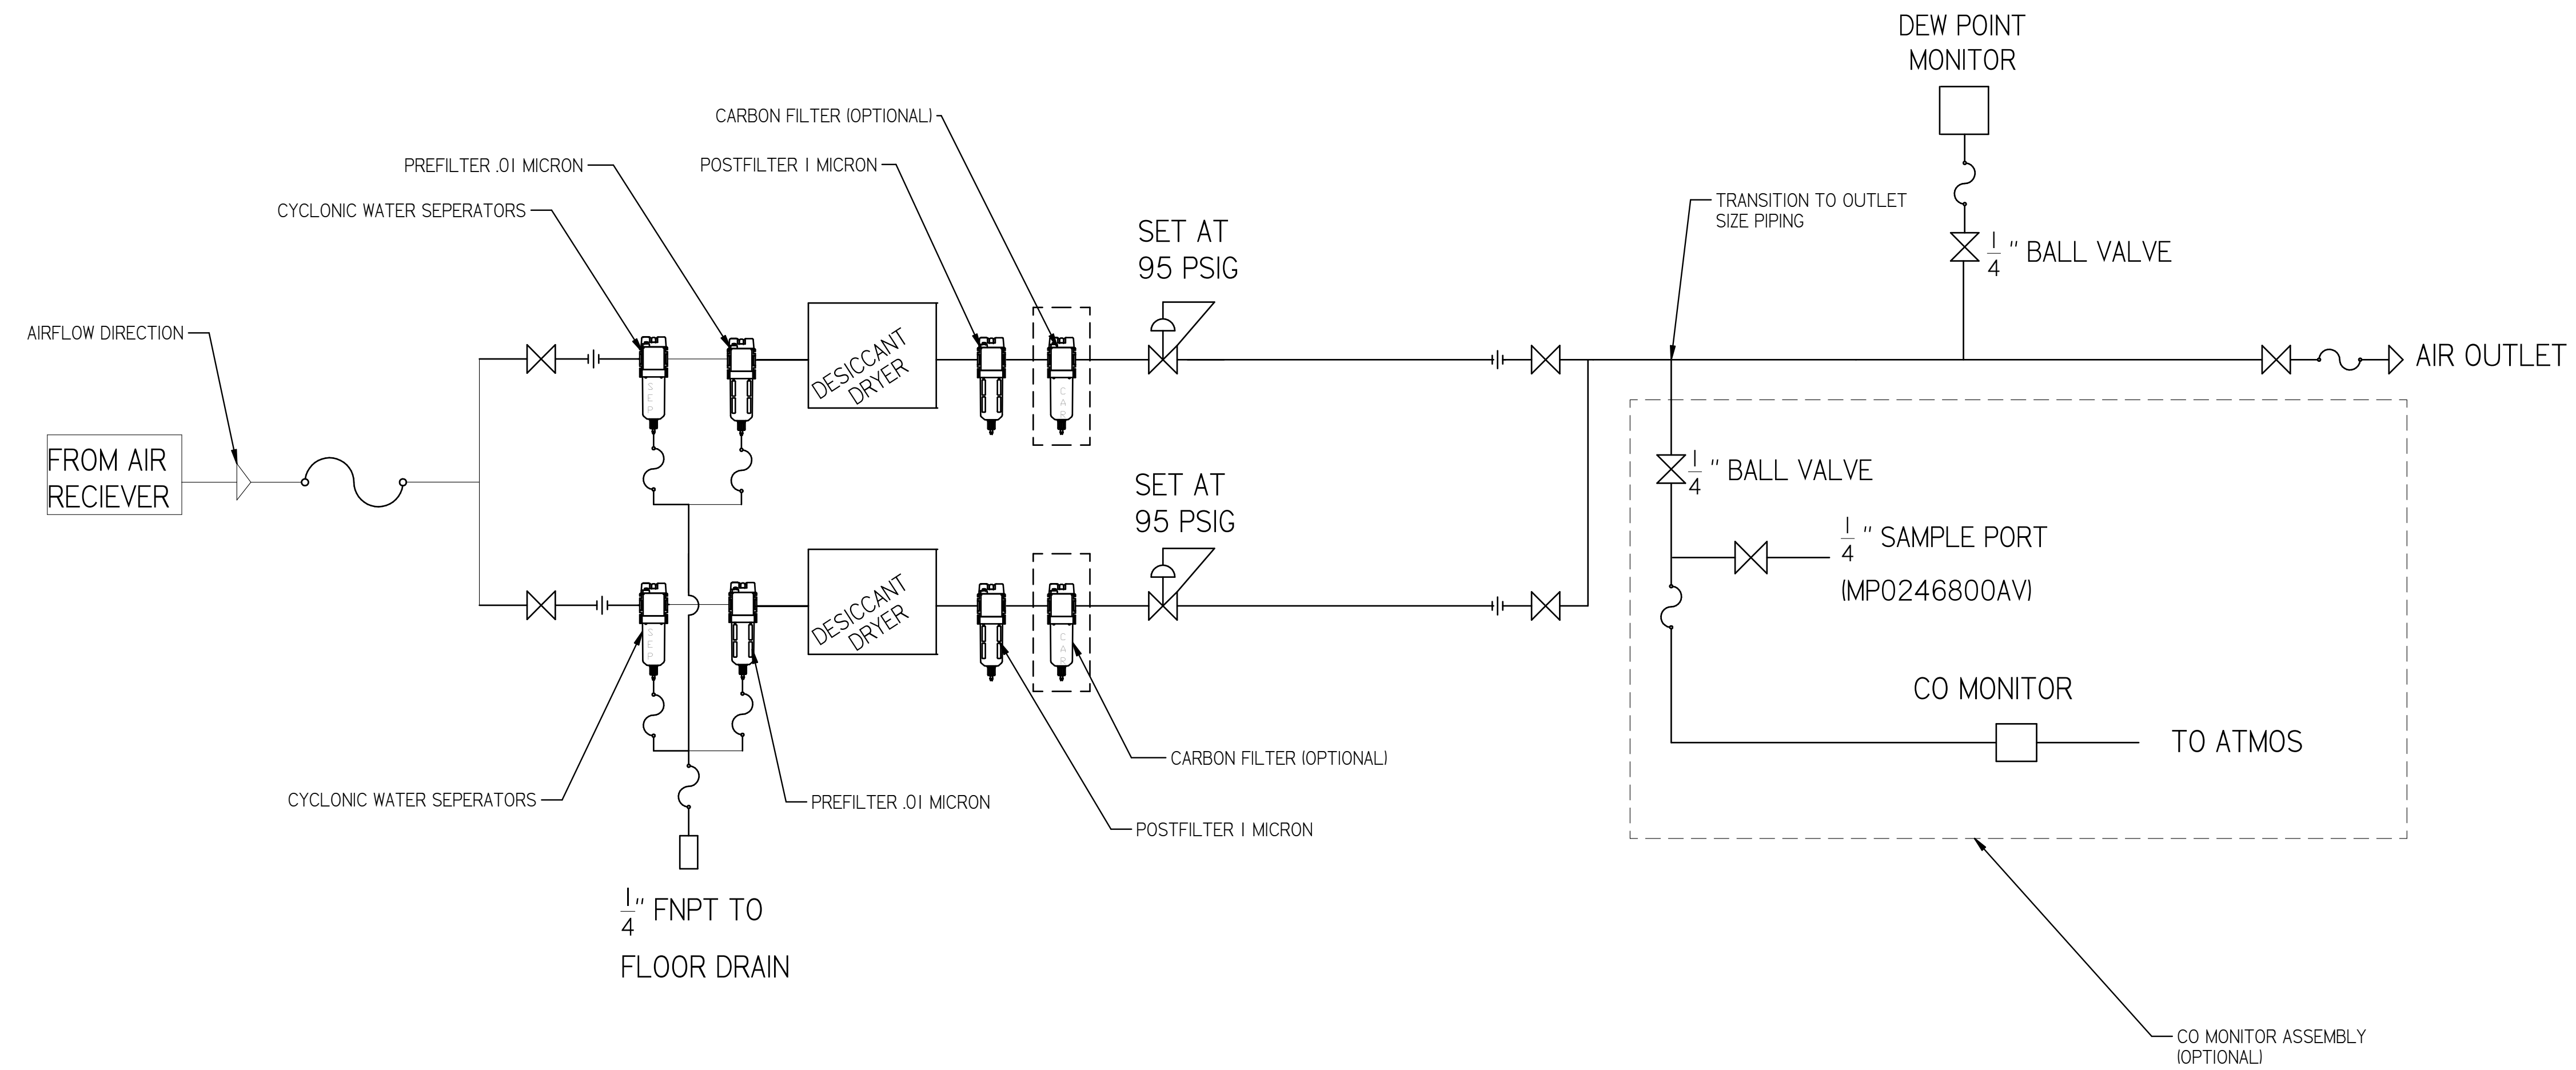 DEW POINT
MONITOR
CARBON FILTER (OPTIONAL)
PREFILTER .01 MICRON
POSTFILTER 1 MICRON
CYCLONIC WATER SEPERATORS
TRANSITION TO OUTLET
SIZE PIPING
SET AT
95 PSIG
1/4 " BALL VALVE
AIRFLOW DIRECTION
DESICCANT
DRYER
SEP
CAR
AIR OUTLET
FROM AIR
RECIEVER
1/4 " BALL VALVE
SET AT
95 PSIG
1/4 " SAMPLE PORT
(MP0246800AV)
DESICCANT
DRYER
SEP
CAR
CO MONITOR
TO ATMOS
CARBON FILTER (OPTIONAL)
CYCLONIC WATER SEPERATORS
PREFILTER .01 MICRON
POSTFILTER 1 MICRON
1/4" FNPT TO
FLOOR DRAIN
CO MONITOR ASSEMBLY
(OPTIONAL)